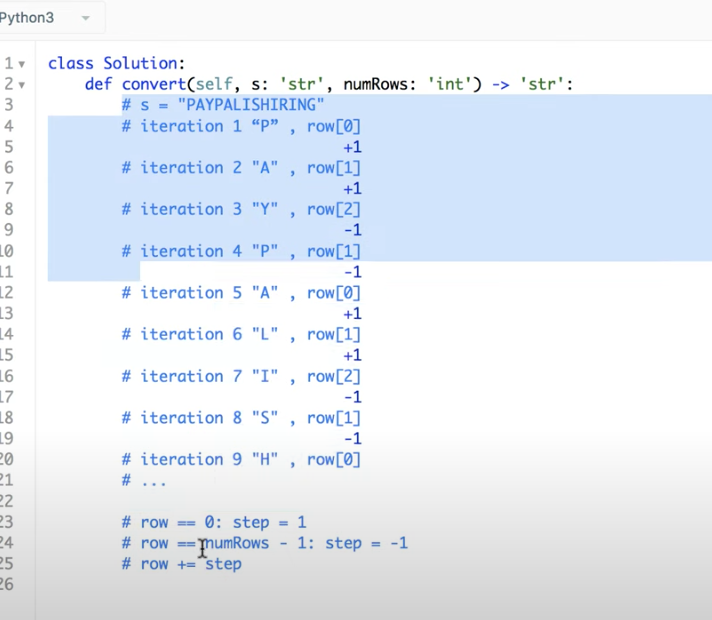 Python3
1 class Solution:
2 def convert(self, s: 'str', numRows: 'int') -> 'str':
3 # s = "PAYPALISHIRING"
4 # iteration 1 “P” , row[0]
5 +1
6 # iteration 2 "A" , row[1]
7 +1
8 # iteration 3 "Y" , row[2]
9 -1
10 # iteration 4 "P" , row[1]
11 -1
12 # iteration 5 "A" , row[0]
13 +1
14 # iteration 6 "L" , row[1]
15 +1
16 # iteration 7 "I" , row[2]
17 -1
18 # iteration 8 "S" , row[1]
19 -1
20 # iteration 9 "H" , row[0]
21 # ...
22
23 # row == 0: step = 1
24 # row == numRows - 1: step = -1
25 # row += step
26